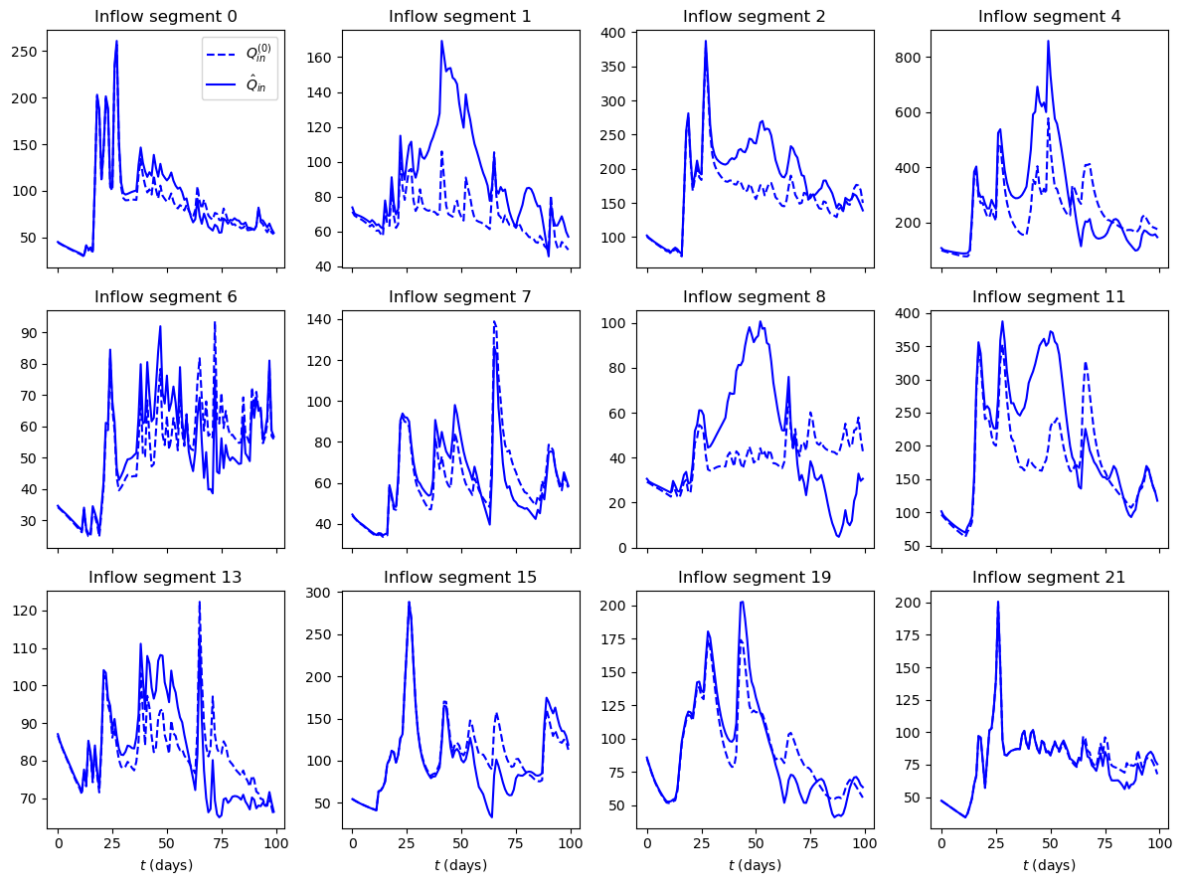 Inflow segment 0 Inflow segment 1 Inflow segment 2 Inflow segment 4
250 200 150 100 50
Q_in^(0)
Q̂_in
160 140 120 100 80 60 40
400 350 300 250 200 150 100
800 600 400 200
Inflow segment 6 Inflow segment 7 Inflow segment 8 Inflow segment 11
90 80 70 60 50 40 30
140 120 100 80 60 40
100 80 60 40 20 0
400 350 300 250 200 150 100 50
Inflow segment 13 Inflow segment 15 Inflow segment 19 Inflow segment 21
120 110 100 90 80 70
300 250 200 150 100 50
200 175 150 125 100 75 50
200 175 150 125 100 75 50
0 25 50 75 100 0 25 50 75 100 0 25 50 75 100 0 25 50 75 100
t (days) t (days) t (days) t (days)